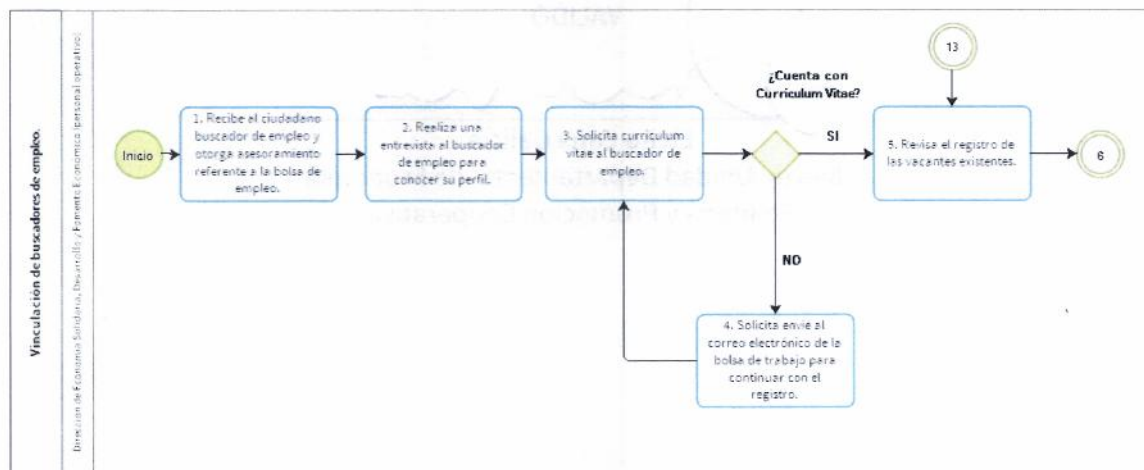 VALIDO
Vinculación de buscadores de empleo.
Dirección de Economía Solidaria, Desarrollo y Fomento Económico (personal operativo)
Inicio
1. Recibe al ciudadano
buscador de empleo y
otorga asesoramiento
referente a la bolsa de
empleo.
2. Realiza una
entrevista al buscador
de empleo para
conocer su perfil.
3. Solicita curriculum
vitae al buscador de
empleo.
¿Cuenta con
Curriculum Vitae?
SI
NO
4. Solicita envíe al
correo electrónico de la
bolsa de trabajo para
continuar con el
registro.
13
5. Revisa el registro de
las vacantes existentes.
6